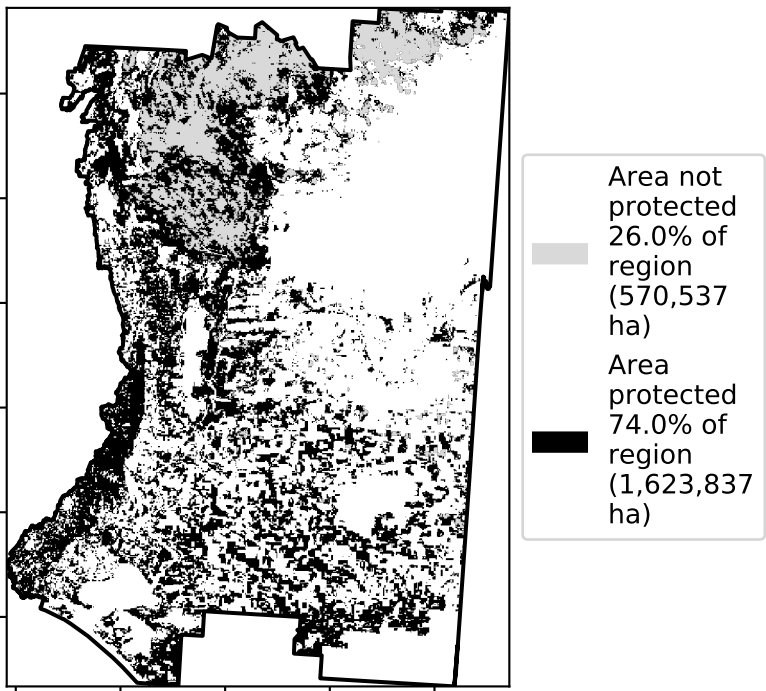 Area not
protected
26.0% of
region
(570,537
ha)
Area
protected
74.0% of
region
(1,623,837
ha)